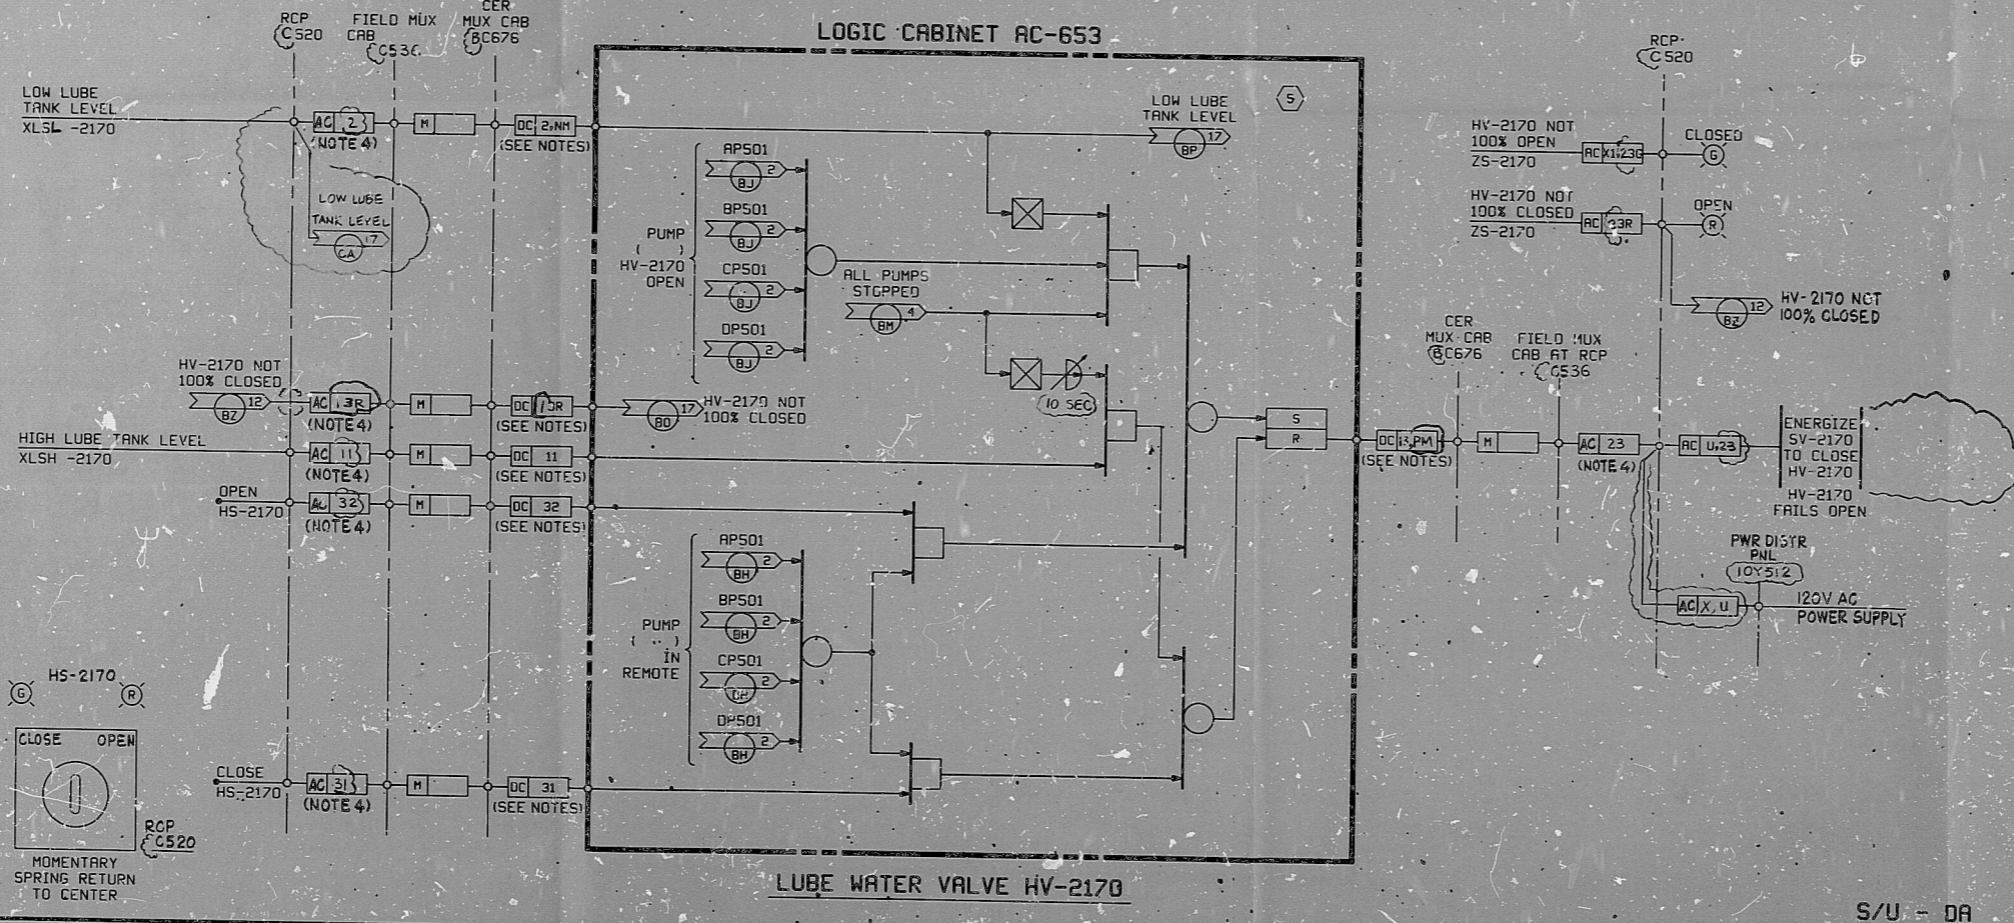 LOGIC CABINET AC-653
RCP
C520
FIELD MUX
CAB
C536
CER
MUX CAB
BC676
LOW LUBE
TANK LEVEL
XLSL -2170
AC 2
(NOTE 4)
M
DC 2,NM
(SEE NOTES)
LOW LUBE
TANK LEVEL
17
CA
LOW LUBE
TANK LEVEL
17
BP
5
AP501
2
BJ
BP501
2
BJ
CP501
2
BJ
DP501
2
BJ
PUMP
( )
HV-2170
OPEN
ALL PUMPS
STOPPED
4
BM
10 SEC
HV-2170 NOT
100% CLOSED
12
BZ
AC 13R
(NOTE 4)
M
DC 13R
(SEE NOTES)
17
BO
HV-2170 NOT
100% CLOSED
HIGH LUBE TANK LEVEL
XLSH -2170
AC 11
(NOTE 4)
M
DC 11
(SEE NOTES)
OPEN
HS-2170
AC 32
(NOTE 4)
M
DC 32
(SEE NOTES)
AP501
2
BH
BP501
2
BH
CP501
2
BH
DP501
2
BH
PUMP
( )
IN
REMOTE
CLOSE
HS-2170
AC 31
(NOTE 4)
M
DC 31
(SEE NOTES)
S
R
DC 13,PM
(SEE NOTES)
CER
MUX CAB
BC676
M
FIELD MUX
CAB AT RCP
C536
AC 23
(NOTE 4)
RCP
C520
HV-2170 NOT
100% OPEN
ZS-2170
AC X1,23G
CLOSED
G
HV-2170 NOT
100% CLOSED
ZS-2170
AC 33R
OPEN
R
12
BZ
HV-2170 NOT
100% CLOSED
AC U,23
ENERGIZE
SV-2170
TO CLOSE
HV-2170
HV-2170
FAILS OPEN
PWR DISTR
PNL
10Y512
AC X,U
120V AC
POWER SUPPLY
HS-2170
G
R
CLOSE OPEN
RCP
C520
MOMENTARY
SPRING RETURN
TO CENTER
LUBE WATER VALVE HV-2170
S/U - DA